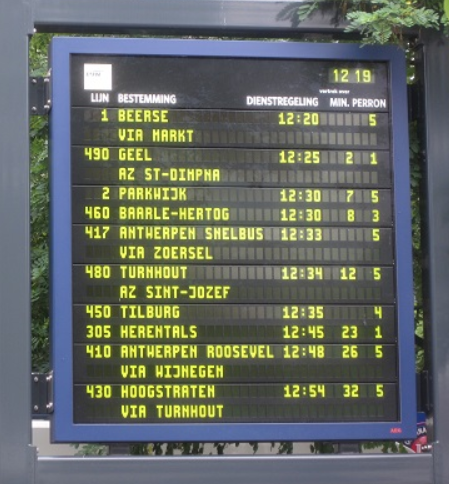 12 19
vertrek over
LIJN BESTEMMING DIENSTREGELING MIN. PERRON
1 BEERSE 12:20 5
VIA MARKT
490 GEEL 12:25 2 1
AZ ST-DIMPNA
2 PARKWIJK 12:30 7 5
460 BAARLE-HERTOG 12:30 8 3
417 ANTWERPEN SNELBUS 12:33 5
VIA ZOERSEL
480 TURNHOUT 12:34 12 5
AZ SINT-JOZEF
450 TILBURG 12:35 4
305 HERENTALS 12:45 23 1
410 ANTWERPEN ROOSEVEL 12:48 26 5
VIA WIJNEGEN
430 HOOGSTRATEN 12:54 32 5
VIA TURNHOUT